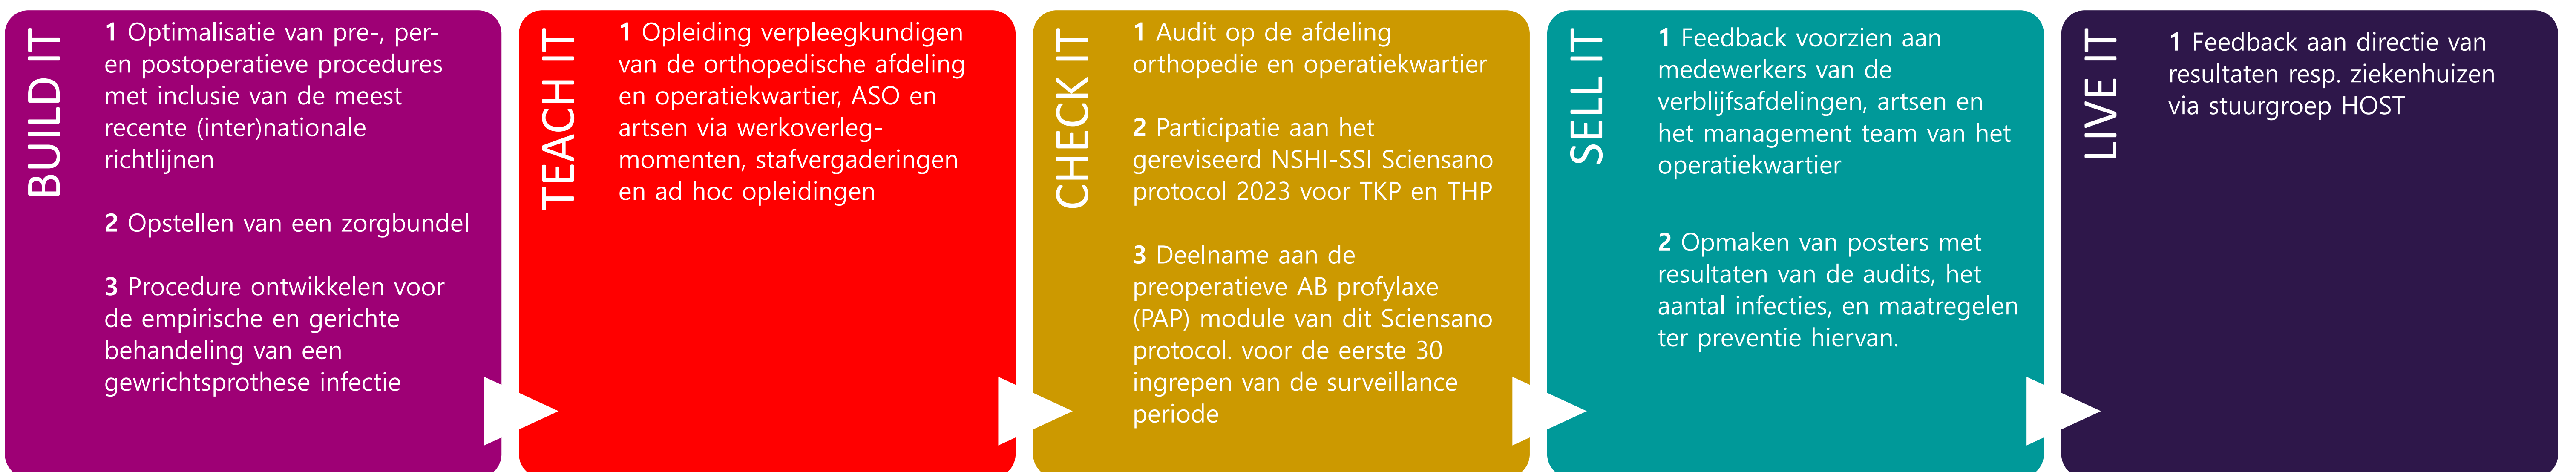 BUILD IT
1 Optimalisatie van pre-, per-
en postoperatieve procedures
met inclusie van de meest
recente (inter)nationale
richtlijnen
2 Opstellen van een zorgbundel
3 Procedure ontwikkelen voor
de empirische en gerichte
behandeling van een
gewrichtsprothese infectie
TEACH IT
1 Opleiding verpleegkundigen
van de orthopedische afdeling
en operatiekwartier, ASO en
artsen via werkoverleg-
momenten, stafvergaderingen
en ad hoc opleidingen
CHECK IT
1 Audit op de afdeling
orthopedie en operatiekwartier
2 Participatie aan het
gereviseerd NSHI-SSI Sciensano
protocol 2023 voor TKP en THP
3 Deelname aan de
preoperatieve AB profylaxe
(PAP) module van dit Sciensano
protocol. voor de eerste 30
ingrepen van de surveillance
periode
SELL IT
1 Feedback voorzien aan
medewerkers van de
verblijfsafdelingen, artsen en
het management team van het
operatiekwartier
2 Opmaken van posters met
resultaten van de audits, het
aantal infecties, en maatregelen
ter preventie hiervan.
LIVE IT
1 Feedback aan directie van
resultaten resp. ziekenhuizen
via stuurgroep HOST